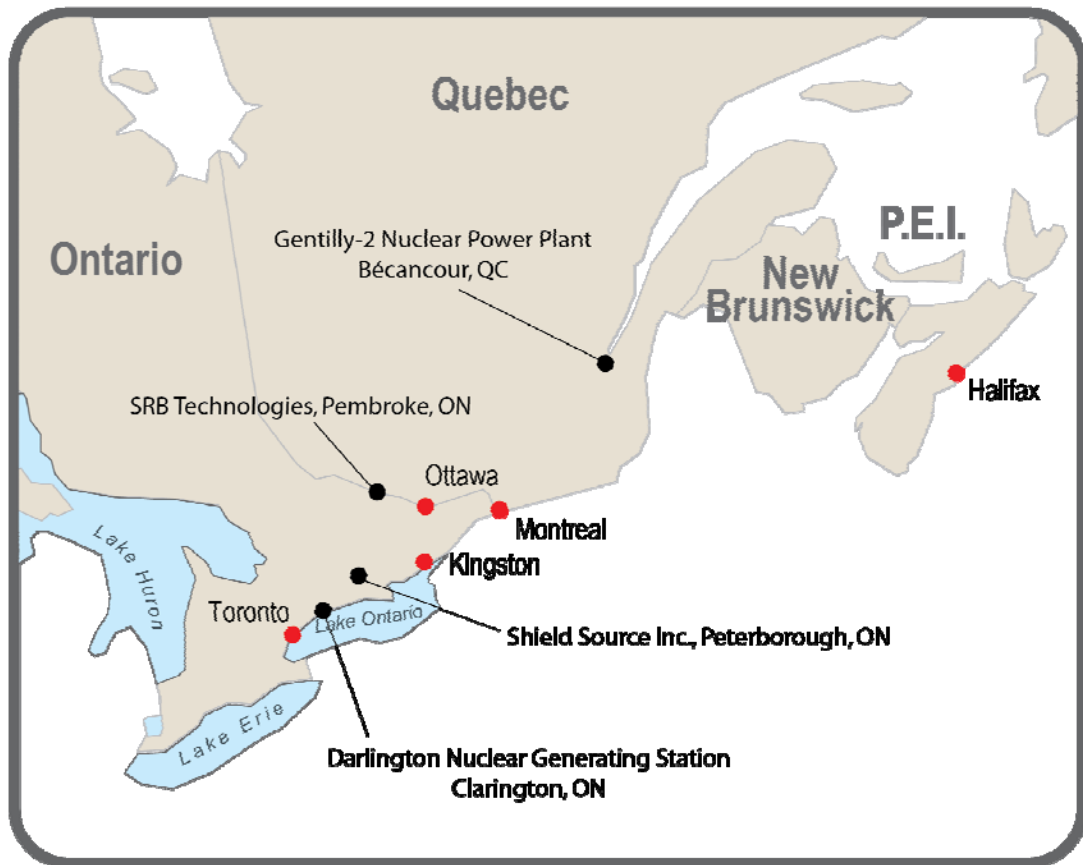 Quebec
P.E.I.
Gentilly-2 Nuclear Power Plant
Bécancour, QC
Ontario
New
Brunswick
Halifax
SRB Technologies, Pembroke, ON
Ottawa
Montreal
Lake Huron
Kingston
Toronto
Lake Ontario
Shield Source Inc., Peterborough, ON
Lake Erie
Darlington Nuclear Generating Station
Clarington, ON